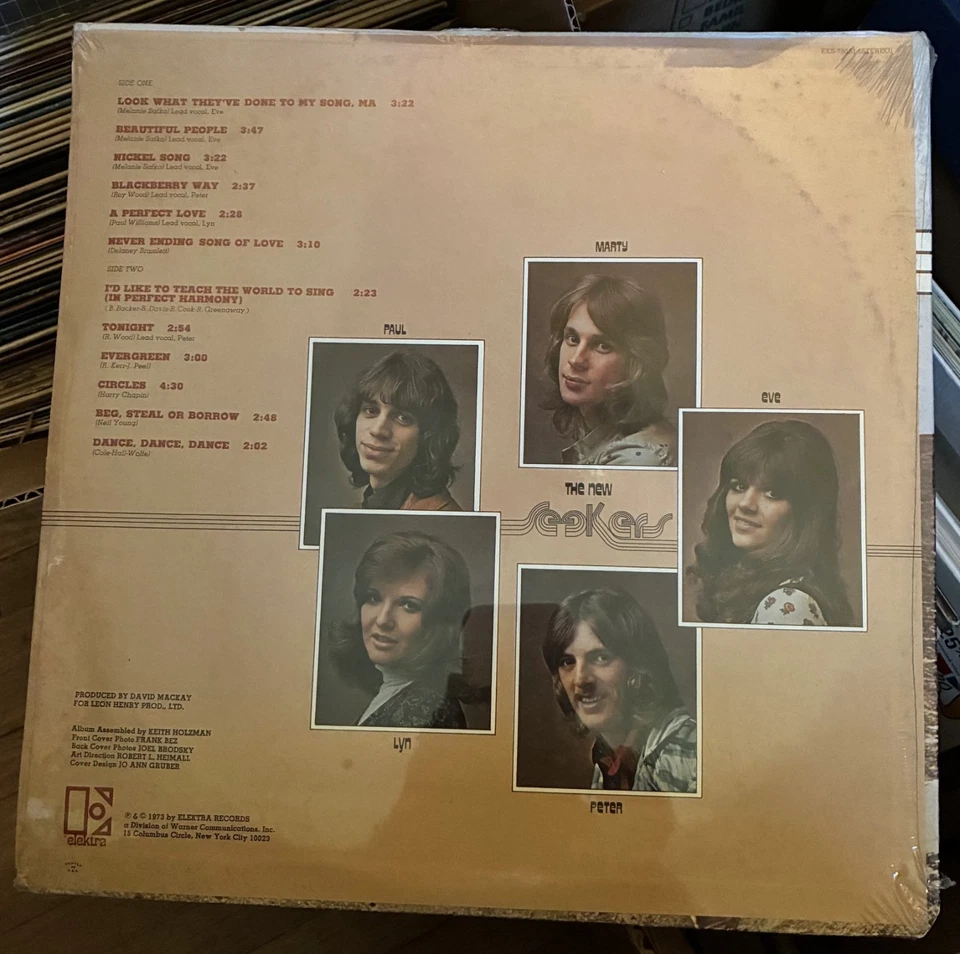 SIDE ONE
LOOK WHAT THEY'VE DONE TO MY SONG, MA 3:22
(Melanie Safka) Lead vocal, Eve
BEAUTIFUL PEOPLE 3:47
(Melanie Safka) Lead vocal, Eve
NICKEL SONG 3:22
(Melanie Safka) Lead vocal, Eve
BLACKBERRY WAY 2:37
(Roy Wood) Lead vocal, Peter
A PERFECT LOVE 2:28
(Paul Williams) Lead vocal, Lyn
NEVER ENDING SONG OF LOVE 3:10
(Delaney Bramlett)
SIDE TWO
I'D LIKE TO TEACH THE WORLD TO SING 2:23
(IN PERFECT HARMONY)
(B. Backer-B. Davis-R. Cook-R. Greenaway)
TONIGHT 2:54
(R. Wood) Lead vocal, Peter
EVERGREEN 3:00
CIRCLES 4:30
(Harry Chapin)
BEG, STEAL OR BORROW 2:48
(Neil Young)
DANCE, DANCE, DANCE 2:02
(Cole-Hall-Wolfe)
MARTY
PAUL
eve
THE new
SeeKers
Lyn
PETER
PRODUCED BY DAVID MACKAY
FOR LEON HENRY PROD., LTD.
Album Assembled by KEITH HOLZMAN
Front Cover Photo FRANK BEZ
Back Cover Photos JOEL BRODSKY
Art Direction ROBERT L. HEIMALL
Cover Design JO ANN GRUBER
elektra
℗ & © 1973 by ELEKTRA RECORDS
a Division of Warner Communications, Inc.
15 Columbus Circle, New York City 10023